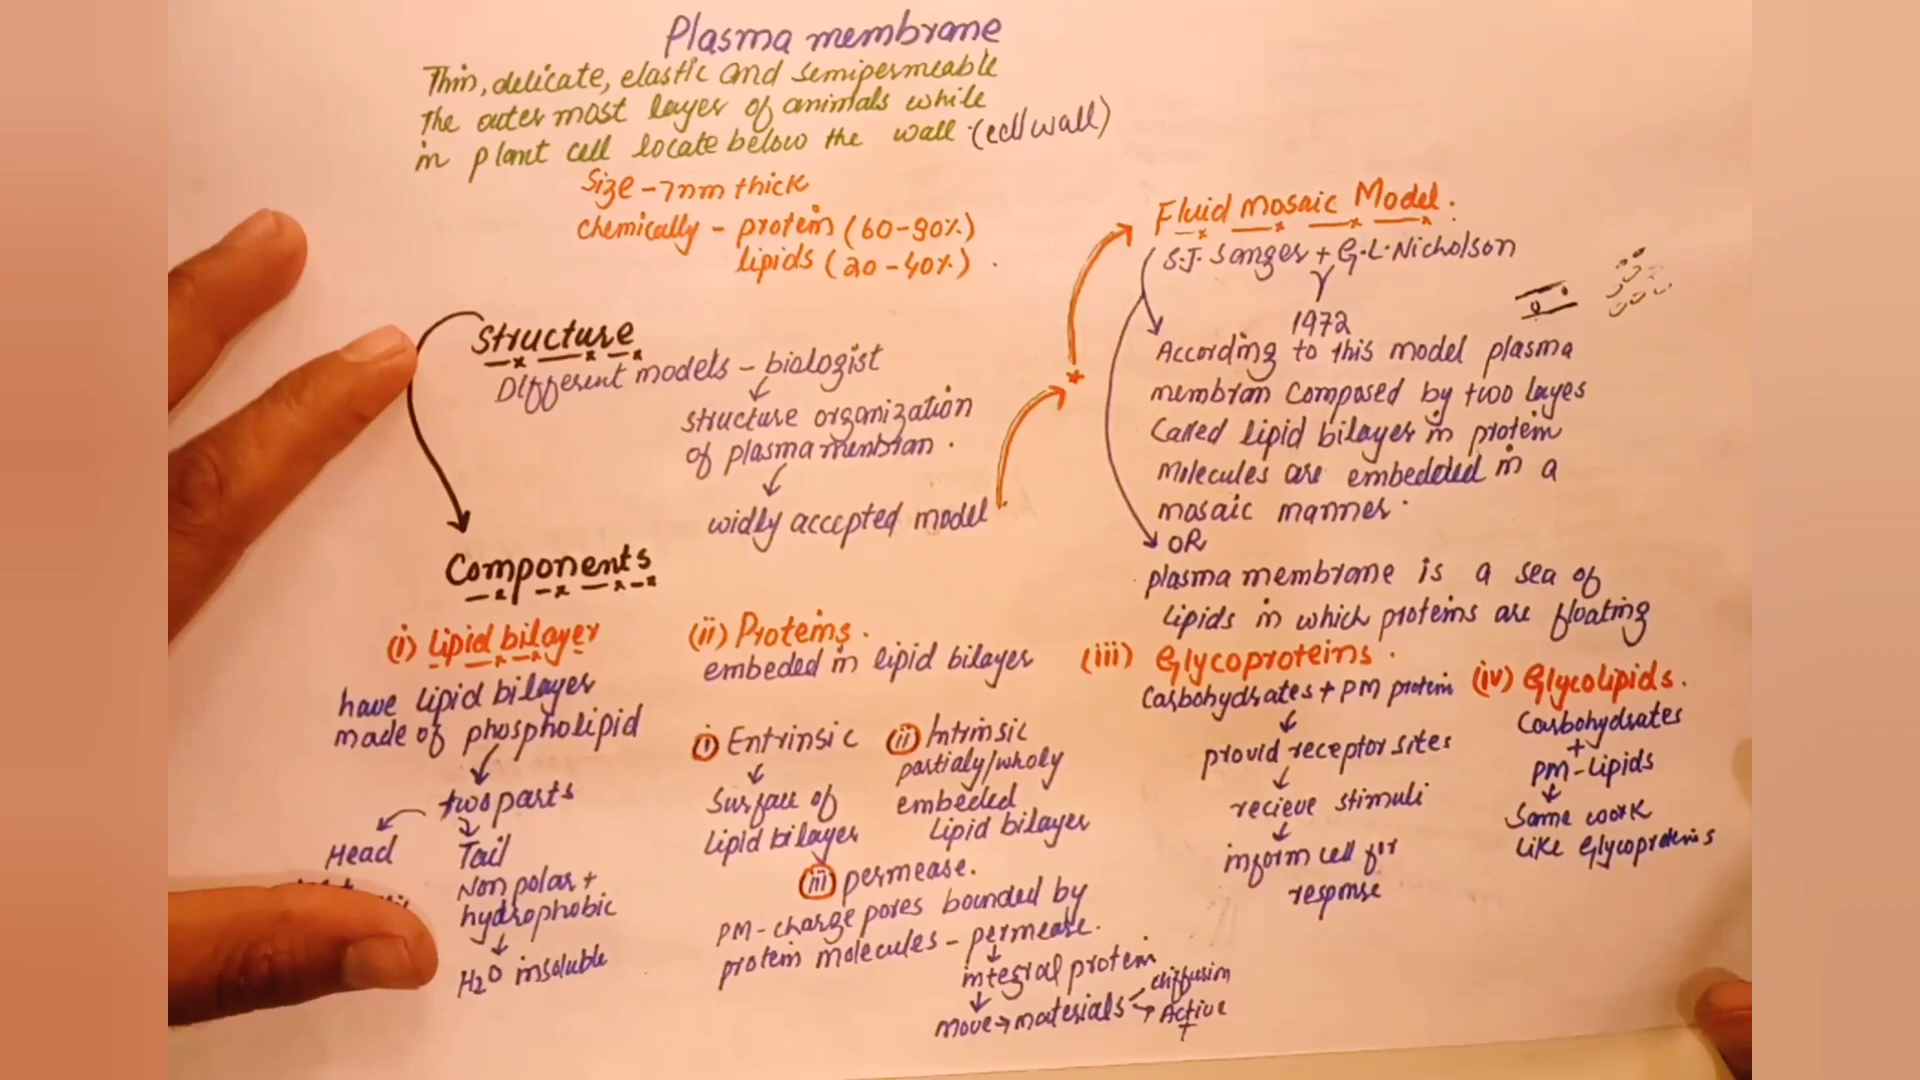 Plasma membrane
Thin, delicate, elastic and semipermeable
The outer most layer of animals while
in plant cell locate below the wall (cell wall)
Size - 7nm thick
chemically - protein (60-90%)
lipids (20-40%).
Structure
Different models - biologist
structure organization
of plasma menbran.
widly accepted model
Fluid Mosaic Model.
S.J. Sanger + G.L. Nicholson
1972
According to this model plasma
membran composed by two layes
called lipid bilayer in protein
molecules are embedded in a
mosaic manner.
OR
plasma membrane is a sea of
lipids in which proteins are floating
Components
(i) Lipid bilayer
have lipid bilayer
made of phospholipid
two parts
Head
Tail
Non polar +
hydrophobic
H2O insoluble
(ii) Proteins.
embeded in lipid bilayer
(i) Entrinsic
Surface of
lipid bilayer
(ii) Intrinsic
partialy/wholy
embeded
lipid bilayer
(iii) permease.
PM - charge pores bounded by
protein molecules - permease.
integral protein
move → materials
diffusion
Active
T
(iii) Glycoproteins.
Carbohydrates + PM protein
provid receptor sites
recieve stimuli
inform cell for
response
(iv) Glycolipids.
Carbohydrates
+
PM - Lipids
Same work
like Glycoproteins